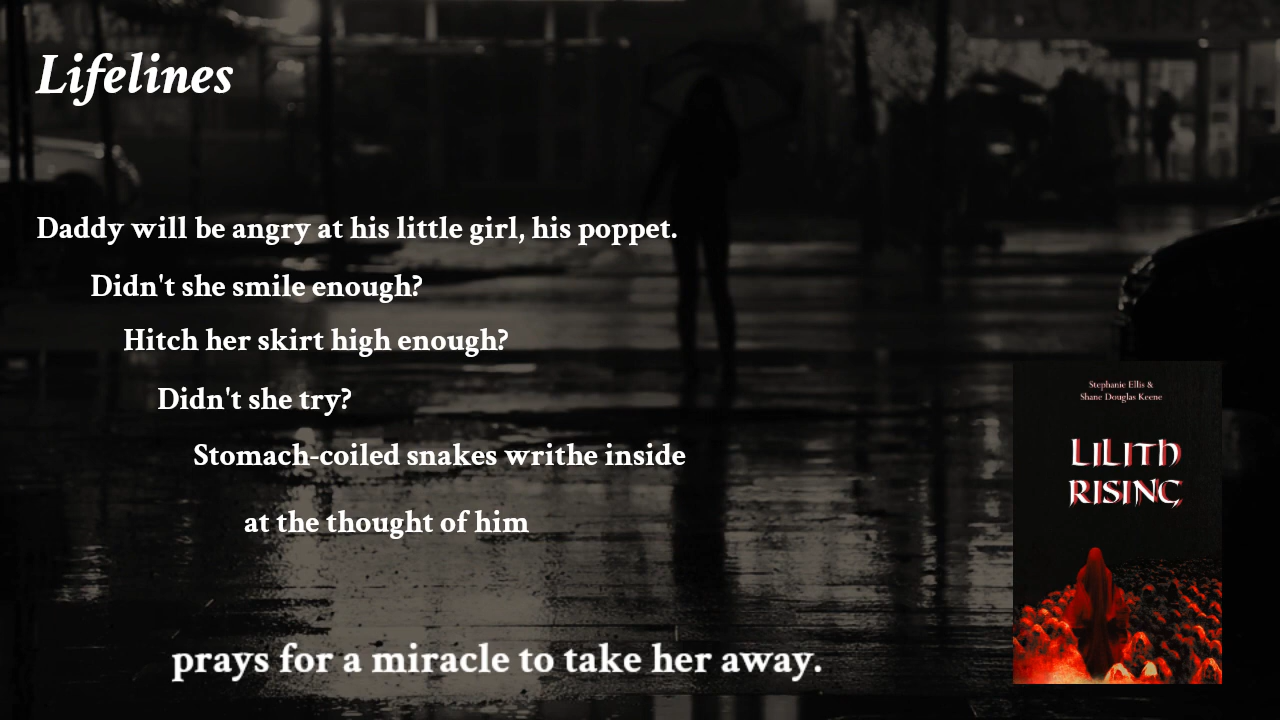 Lifelines
Daddy will be angry at his little girl, his poppet.
Didn't she smile enough?
Hitch her skirt high enough?
Didn't she try?
Stomach-coiled snakes writhe inside
at the thought of him
prays for a miracle to take her away.
Stephanie Ellis &
Shane Douglas Keene
LILITH
RISING